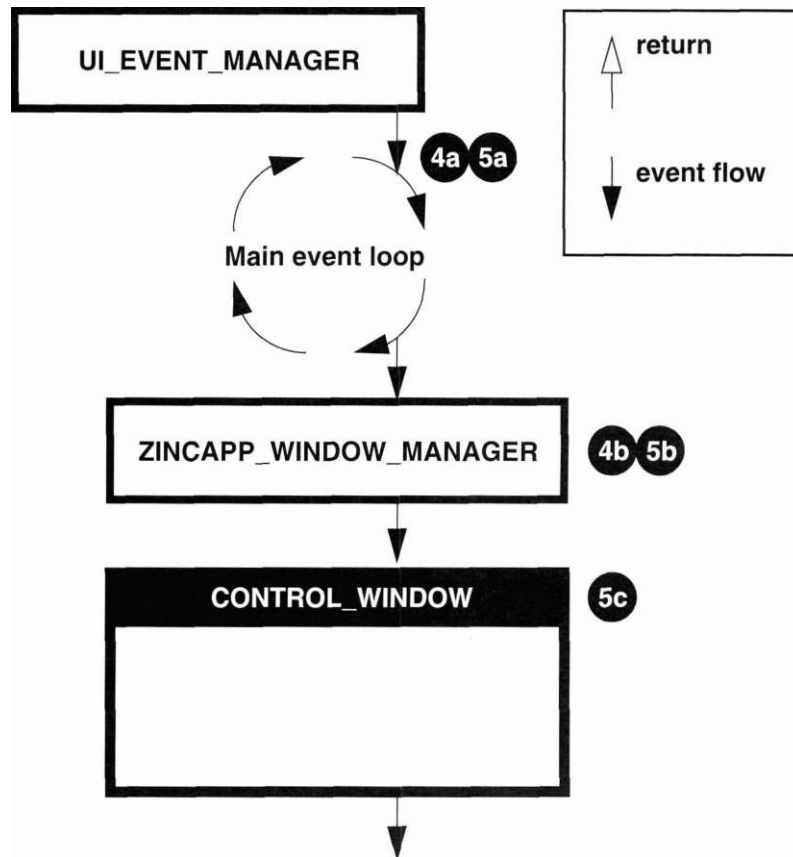 UI_EVENT_MANAGER
return
4a 5a
event flow
Main event loop
ZINCAPP_WINDOW_MANAGER
4b 5b
CONTROL_WINDOW
5c